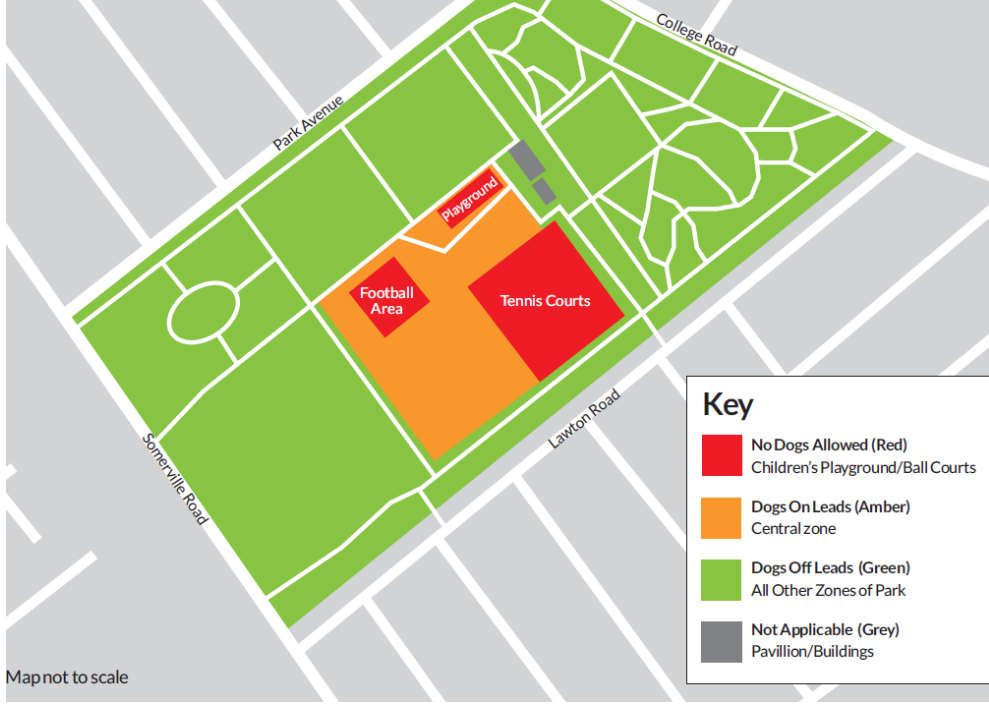 College Road
Park Avenue
Playground
Football
Area
Tennis Courts
Lawton Road
Somerville Road
Key
No Dogs Allowed (Red)
Children's Playground/Ball Courts
Dogs On Leads (Amber)
Central zone
Dogs Off Leads (Green)
All Other Zones of Park
Not Applicable (Grey)
Pavillion/Buildings
Map not to scale